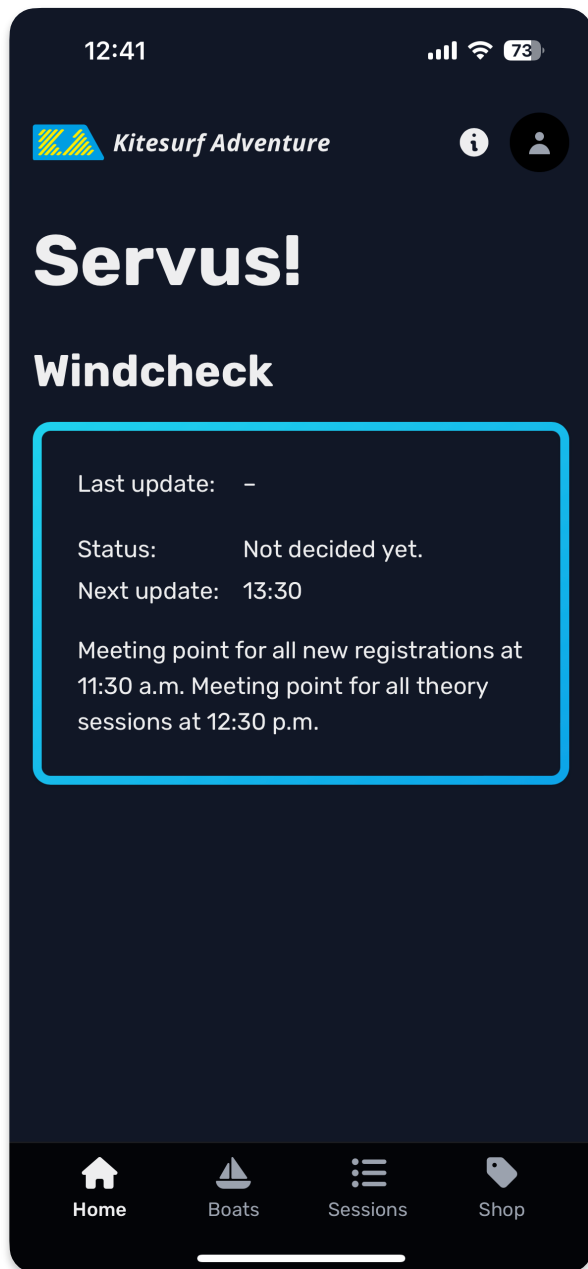 12:41
73
Kitesurf Adventure
Servus!
Windcheck
Last update: –
Status: Not decided yet.
Next update: 13:30
Meeting point for all new registrations at
11:30 a.m. Meeting point for all theory
sessions at 12:30 p.m.
Home Boats Sessions Shop